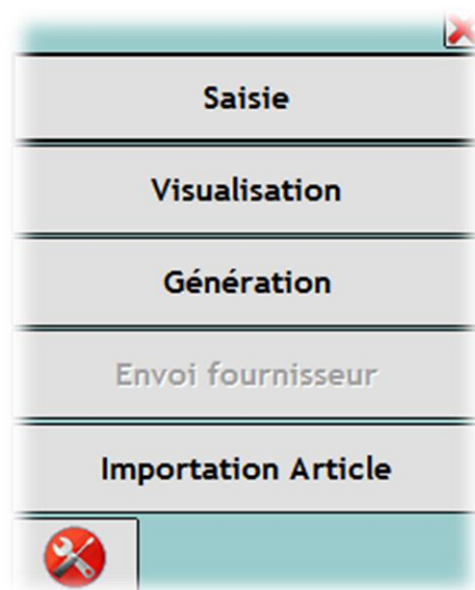 Saisie
Visualisation
Génération
Envoi fournisseur
Importation Article